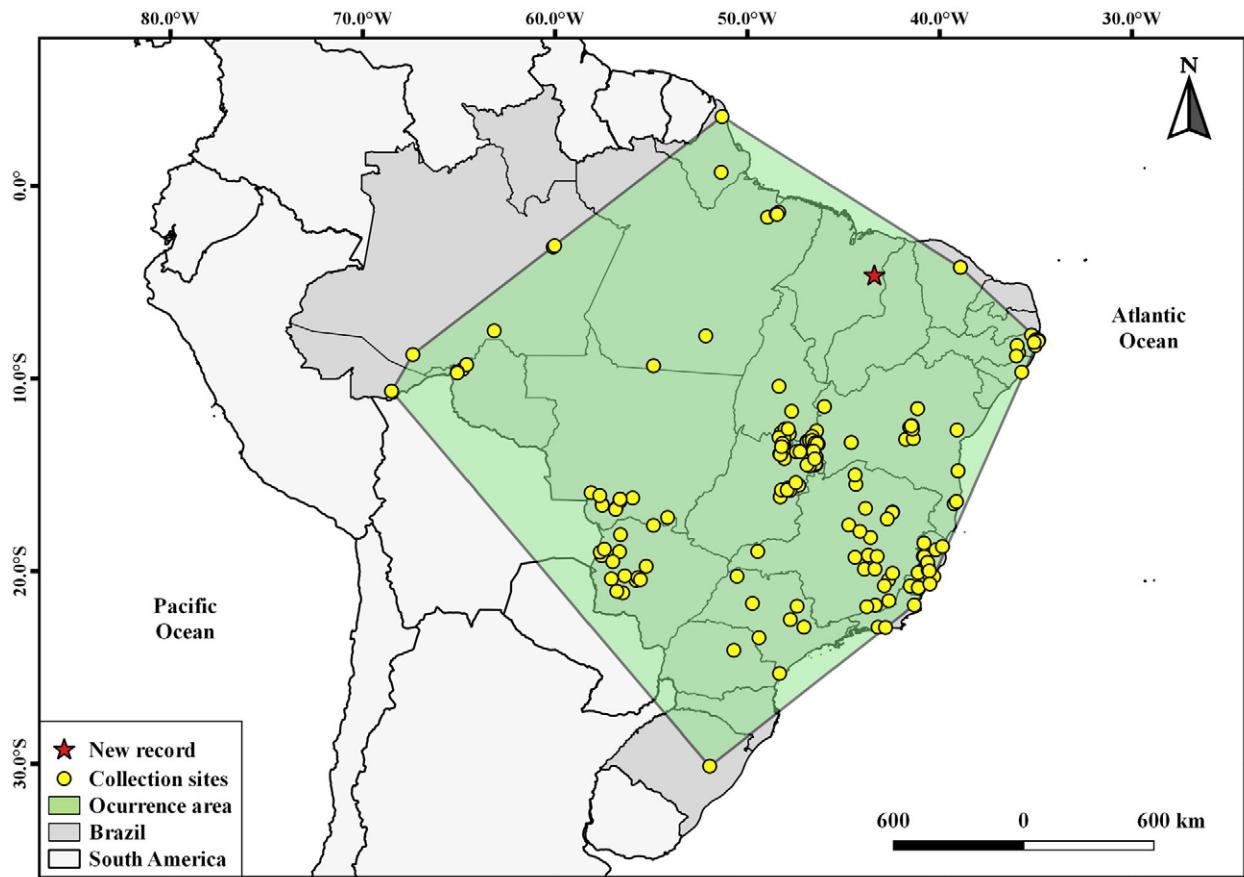 80.0°W 70.0°W 60.0°W 50.0°W 40.0°W 30.0°W
N
0.0°
10.0°S
20.0°S
30.0°S
Atlantic
Ocean
Pacific
Ocean
New record
Collection sites
Ocurrence area
Brazil
South America
600 0 600 km